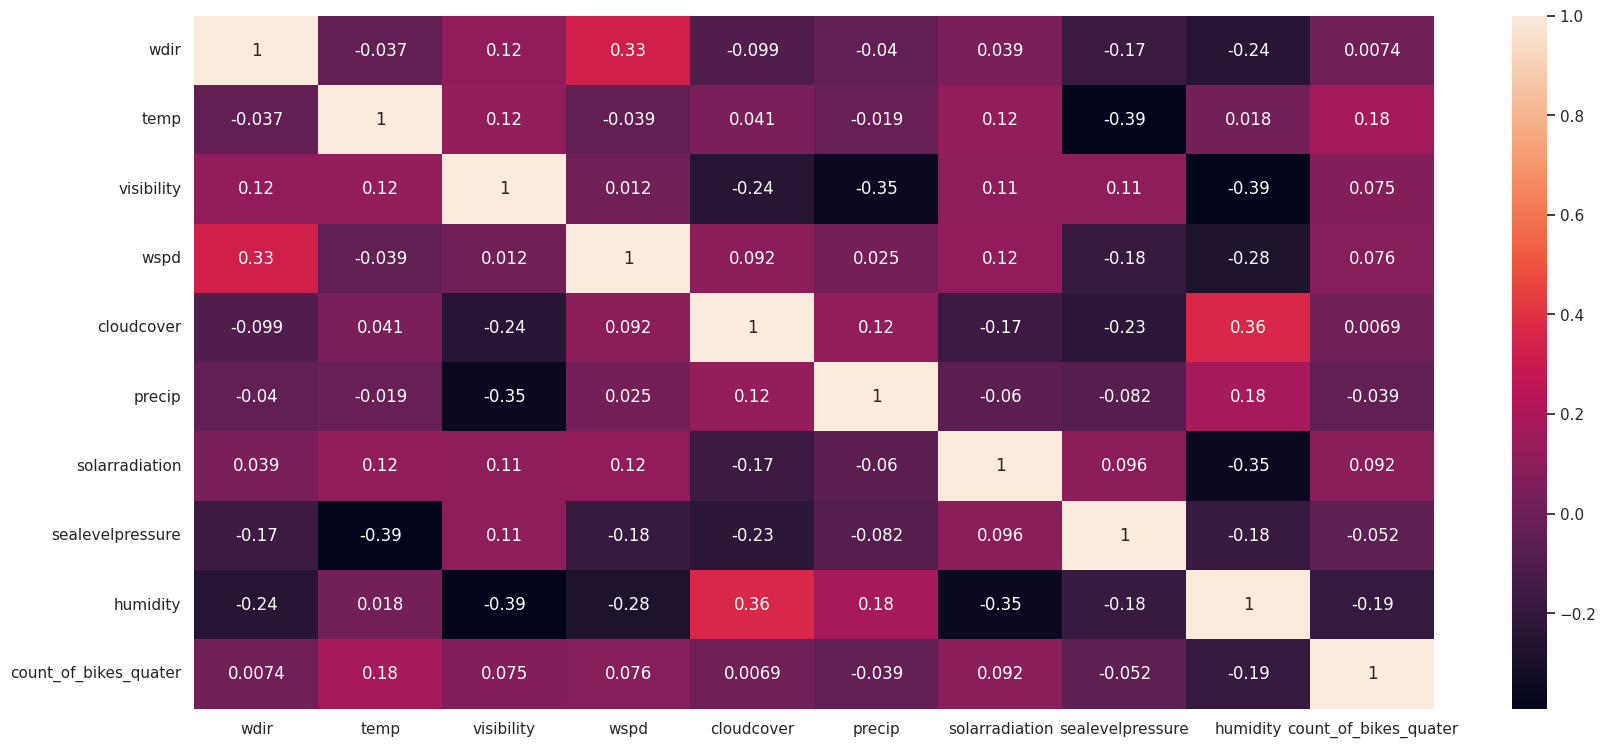 wdir 1 -0.037 0.12 0.33 -0.099 -0.04 0.039 -0.17 -0.24 0.0074
temp -0.037 1 0.12 -0.039 0.041 -0.019 0.12 -0.39 0.018 0.18
visibility 0.12 0.12 1 0.012 -0.24 -0.35 0.11 0.11 -0.39 0.075
wspd 0.33 -0.039 0.012 1 0.092 0.025 0.12 -0.18 -0.28 0.076
cloudcover -0.099 0.041 -0.24 0.092 1 0.12 -0.17 -0.23 0.36 0.0069
precip -0.04 -0.019 -0.35 0.025 0.12 1 -0.06 -0.082 0.18 -0.039
solarradiation 0.039 0.12 0.11 0.12 -0.17 -0.06 1 0.096 -0.35 0.092
sealevelpressure -0.17 -0.39 0.11 -0.18 -0.23 -0.082 0.096 1 -0.18 -0.052
humidity -0.24 0.018 -0.39 -0.28 0.36 0.18 -0.35 -0.18 1 -0.19
count_of_bikes_quater 0.0074 0.18 0.075 0.076 0.0069 -0.039 0.092 -0.052 -0.19 1
wdir temp visibility wspd cloudcover precip solarradiation sealevelpressure humidity count_of_bikes_quater
1.0
0.8
0.6
0.4
0.2
0.0
−0.2